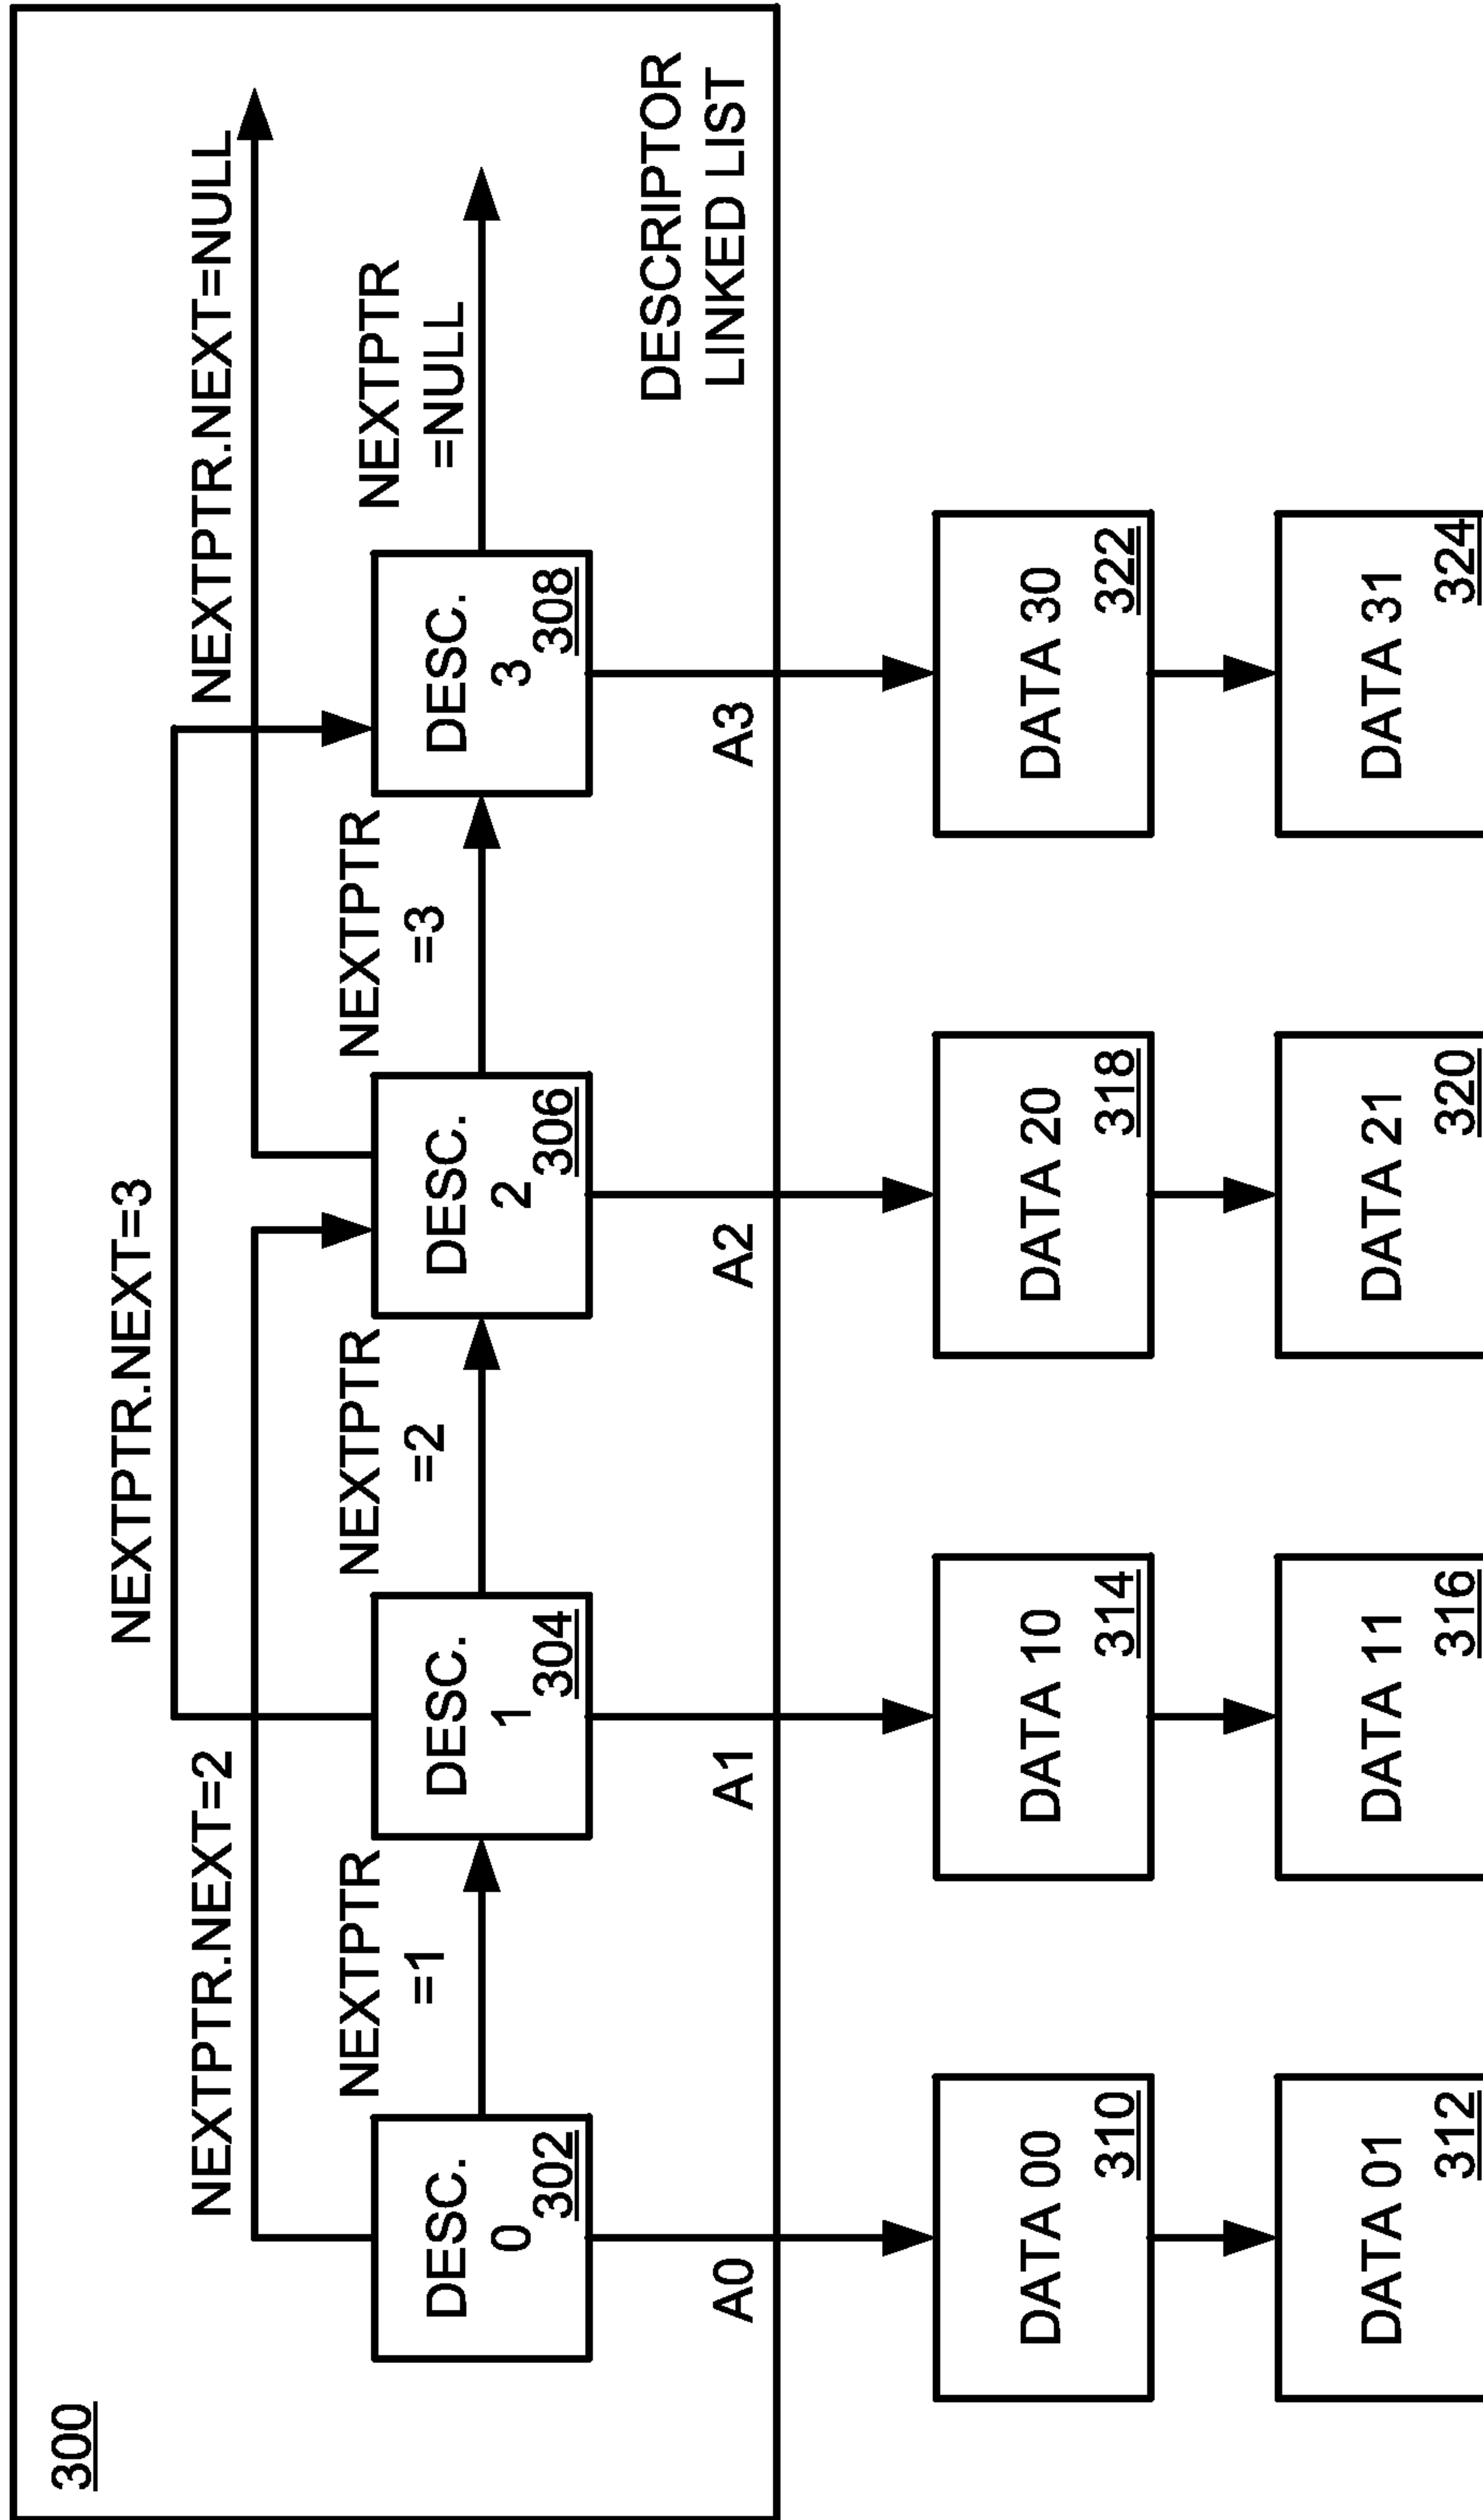 300
NEXTPTR.NEXT=3
NEXTPTR.NEXT=2
NEXTPTR.NEXT=NULL
NEXTPTR
=1
NEXTPTR
=2
NEXTPTR
=3
NEXTPTR
=NULL
DESC.
0
302
DESC.
1
304
DESC.
2
306
DESC.
3
308
DESCRIPTOR
LINKED LIST
A0
A1
A2
A3
DATA 00
310
DATA 10
314
DATA 20
318
DATA 30
322
DATA 01
312
DATA 11
316
DATA 21
320
DATA 31
324